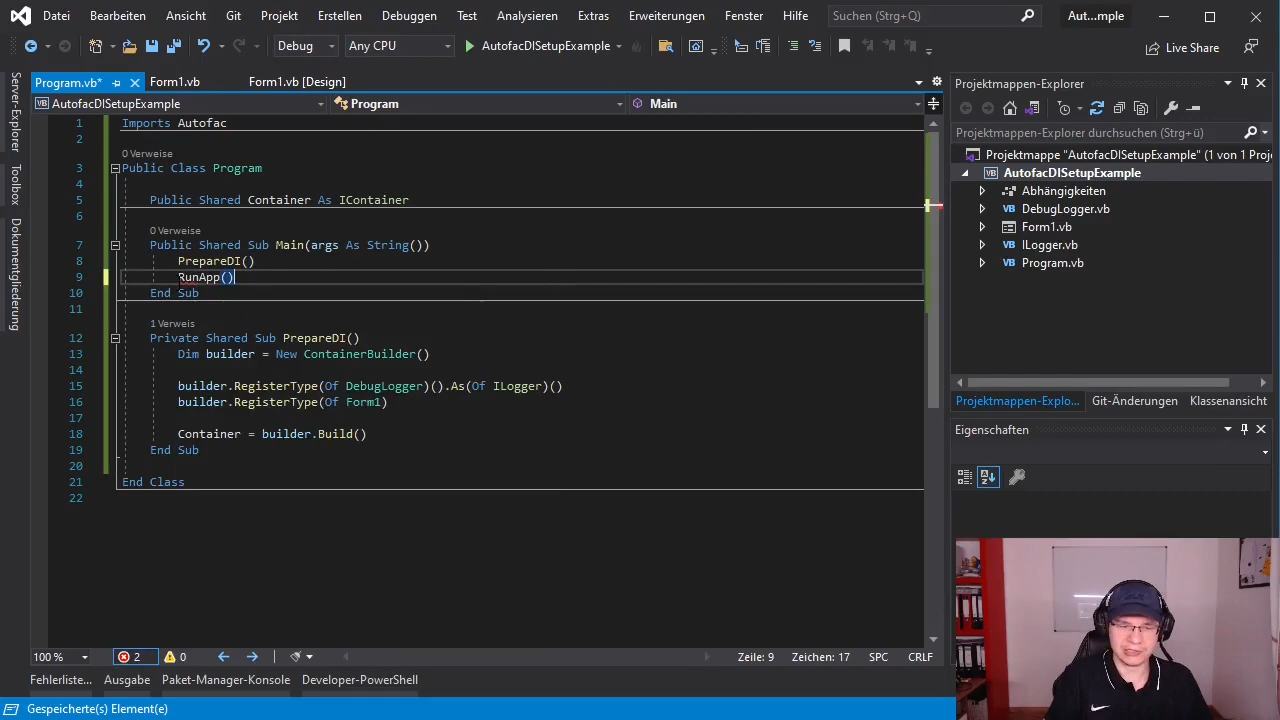 Datei Bearbeiten Ansicht Git Projekt Erstellen Debuggen Test Analysieren Extras Erweiterungen Fenster Hilfe Suchen (Strg+Q) Aut...mple
Debug Any CPU AutofacDISetupExample Live Share
Server-Explorer
Toolbox
Dokumentgliederung
Program.vb* Form1.vb Form1.vb [Design]
AutofacDISetupExample Program Main
1 Imports Autofac
2
0 Verweise
3 Public Class Program
4
5 Public Shared Container As IContainer
6
0 Verweise
7 Public Shared Sub Main(args As String())
8 PrepareDI()
9 RunApp()
10 End Sub
11
1 Verweis
12 Private Shared Sub PrepareDI()
13 Dim builder = New ContainerBuilder()
14
15 builder.RegisterType(Of DebugLogger)().As(Of ILogger)()
16 builder.RegisterType(Of Form1)
17
18 Container = builder.Build()
19 End Sub
20
21 End Class
22
100 % 2 0 Zeile: 9 Zeichen: 17 SPC CRLF
Fehlerliste... Ausgabe Paket-Manager-Konsole Developer-PowerShell
Gespeicherte(s) Element(e)
Projektmappen-Explorer
Projektmappen-Explorer durchsuchen (Strg+ü)
Projektmappe "AutofacDISetupExample" (1 von 1 Proje
AutofacDISetupExample
Abhängigkeiten
DebugLogger.vb
Form1.vb
ILogger.vb
Program.vb
Projektmappen-Explo... Git-Änderungen Klassenansicht
Eigenschaften